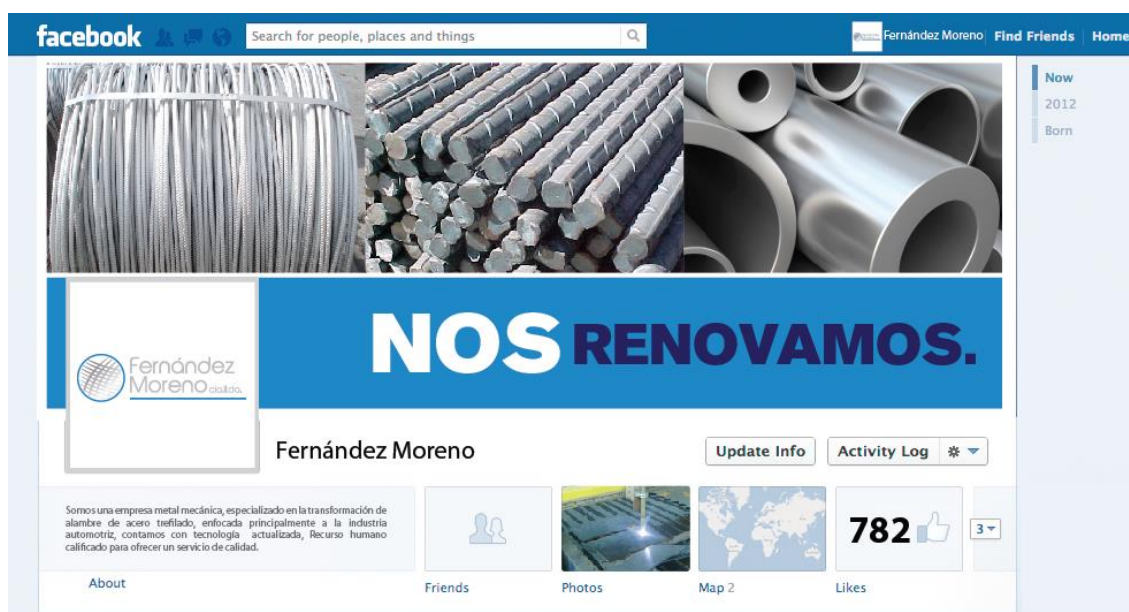 facebook
Search for people, places and things
Fernández Moreno Find Friends Home
Now
2012
Born
NOS RENOVAMOS.
Fernández
Moreno cia.ltda.
Fernández Moreno
Update Info
Activity Log
Somos una empresa metal mecánica, especializado en la transformación de
alambre de acero trefilado, enfocada principalmente a la industria
automotriz, contamos con tecnología actualizada, Recurso humano
calificado para ofrecer un servicio de calidad.
About
Friends
Photos
Map 2
782
Likes
3